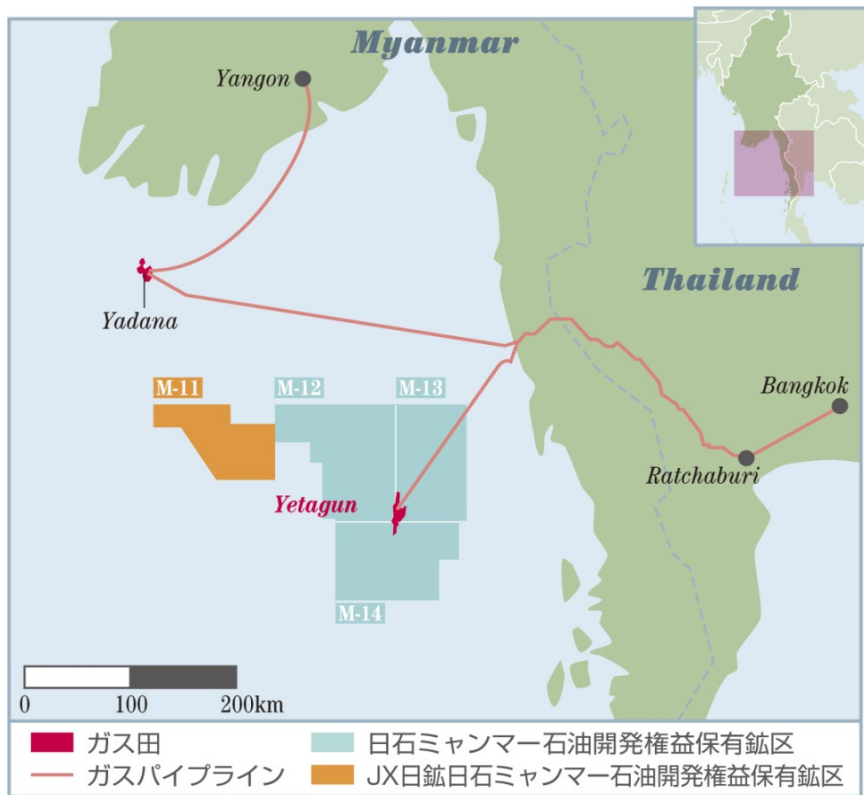 Myanmar
Yangon
Thailand
Yadana
M-11
M-12
M-13
Bangkok
Ratchaburi
Yetagun
M-14
0 100 200km
ガス田
日石ミャンマー石油開発権益保有鉱区
ガスパイプライン
JX日鉱日石ミャンマー石油開発権益保有鉱区